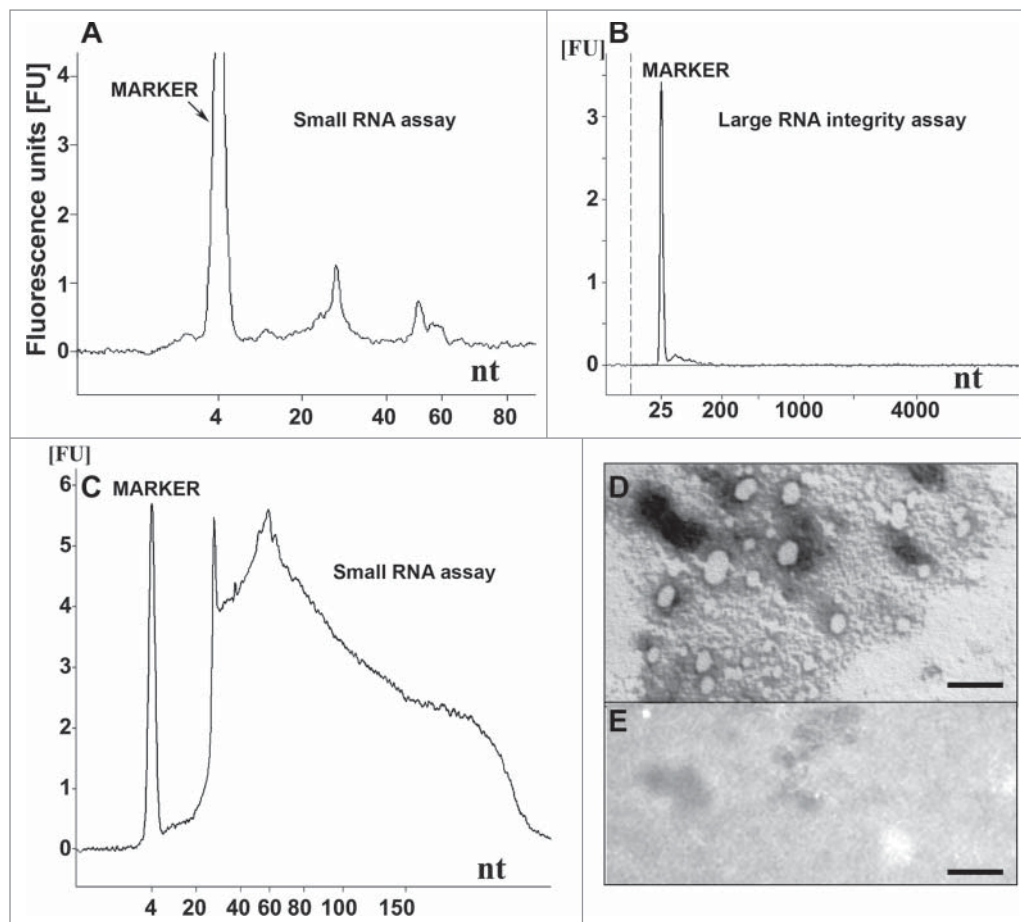 A
Fluorescence units [FU]
4
3
2
1
0
MARKER
Small RNA assay
nt
4 20 40 60 80
B
[FU]
MARKER
Large RNA integrity assay
3
2
1
0
nt
25 200 1000 4000
[FU]
C
MARKER
6
5
4
3
2
1
0
Small RNA assay
nt
4 20 40 60 80 100 150
D
E